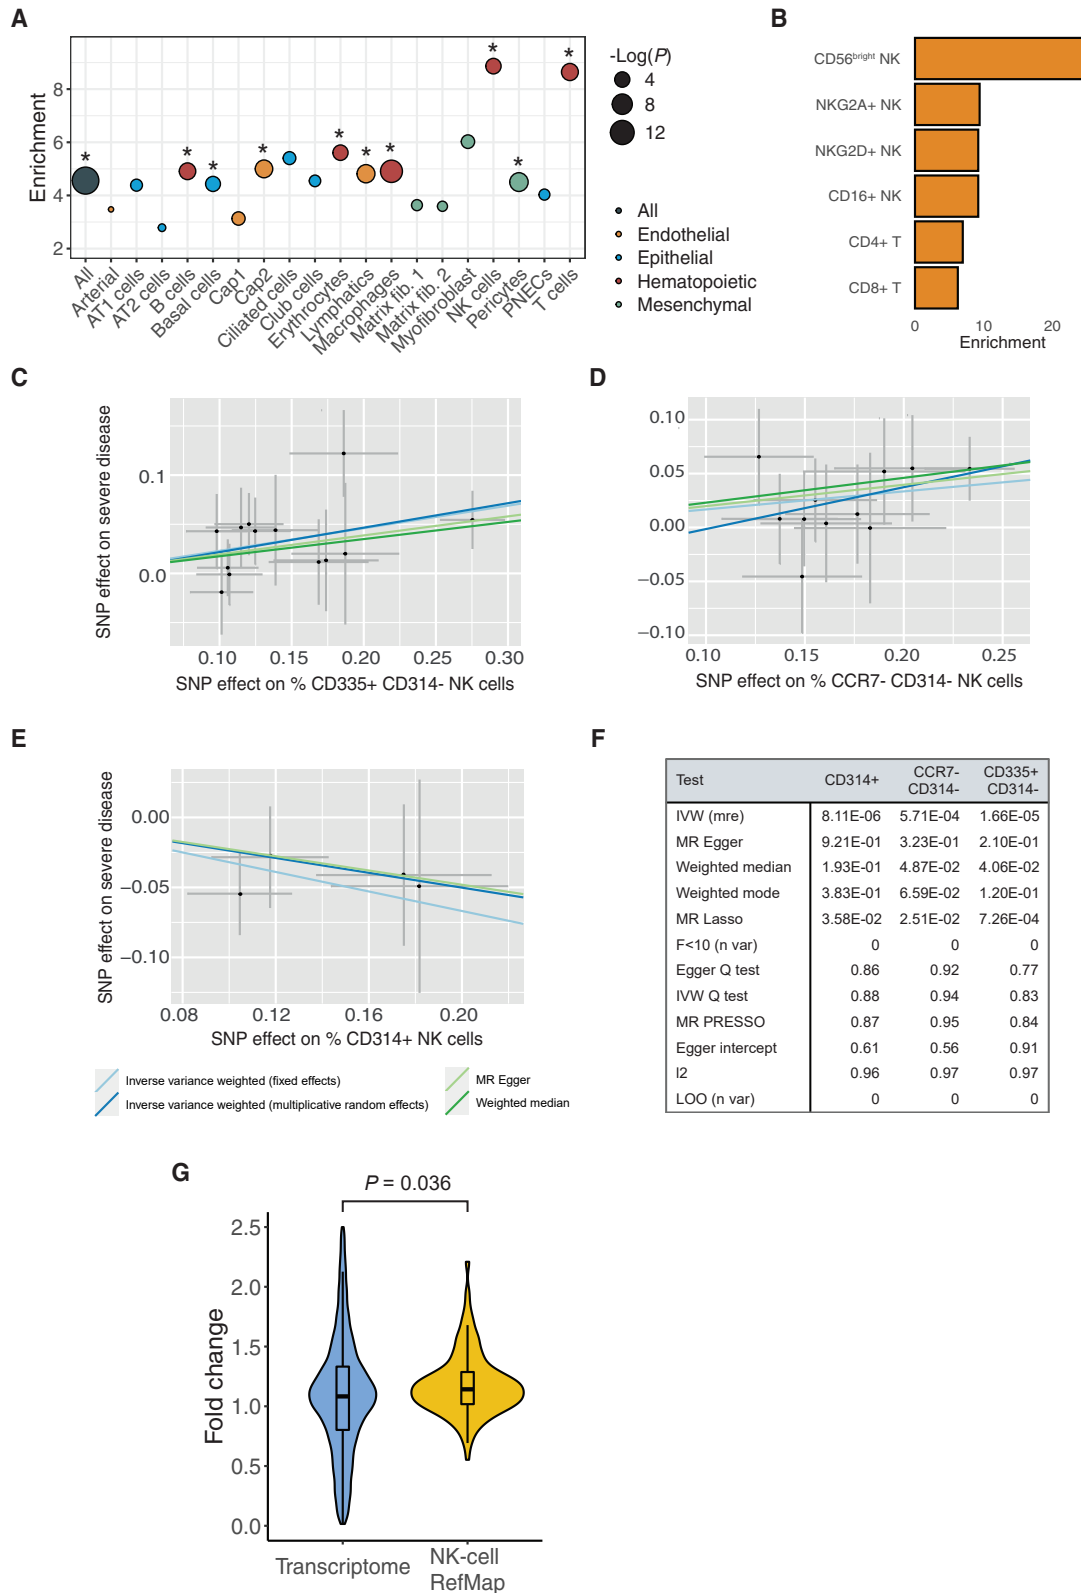 A
Enrichment
8
6
4
2
* * * * * * * * * *
All
Arterial
AT1 cells
AT2 cells
B cells
Basal cells
Cap1
Cap2
Ciliated cells
Club cells
Erythrocytes
Lymphatics
Macrophages
Matrix fib. 1
Matrix fib. 2
Myofibroblast
NK cells
Pericytes
PNECs
T cells
-Log(P)
4
8
12
All
Endothelial
Epithelial
Hematopoietic
Mesenchymal
B
CD56bright NK
NKG2A+ NK
NKG2D+ NK
CD16+ NK
CD4+ T
CD8+ T
0 10 20
Enrichment
C
SNP effect on severe disease
0.1
0.0
0.10 0.15 0.20 0.25 0.30
SNP effect on % CD335+ CD314- NK cells
D
0.10
0.05
0.00
−0.05
−0.10
0.10 0.15 0.20 0.25
SNP effect on % CCR7- CD314- NK cells
E
SNP effect on severe disease
0.00
−0.05
−0.10
0.08 0.12 0.16 0.20
SNP effect on % CD314+ NK cells
Inverse variance weighted (fixed effects)
Inverse variance weighted (multiplicative random effects)
MR Egger
Weighted median
F
Test CD314+ CCR7- CD314- CD335+ CD314-
IVW (mre) 8.11E-06 5.71E-04 1.66E-05
MR Egger 9.21E-01 3.23E-01 2.10E-01
Weighted median 1.93E-01 4.87E-02 4.06E-02
Weighted mode 3.83E-01 6.59E-02 1.20E-01
MR Lasso 3.58E-02 2.51E-02 7.26E-04
F<10 (n var) 0 0 0
Egger Q test 0.86 0.92 0.77
IVW Q test 0.88 0.94 0.83
MR PRESSO 0.87 0.95 0.84
Egger intercept 0.61 0.56 0.91
I2 0.96 0.97 0.97
LOO (n var) 0 0 0
G
P = 0.036
Fold change
2.5
2.0
1.5
1.0
0.5
0.0
Transcriptome
NK-cell
RefMap